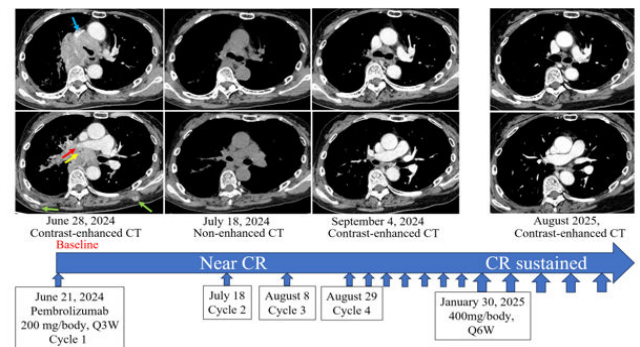 June 28, 2024
Contrast-enhanced CT
Baseline
July 18, 2024
Non-enhanced CT
September 4, 2024
Contrast-enhanced CT
August 2025,
Contrast-enhanced CT
Near CR
CR sustained
June 21, 2024
Pembrolizumab
200 mg/body, Q3W
Cycle 1
July 18
Cycle 2
August 8
Cycle 3
August 29
Cycle 4
January 30, 2025
400mg/body,
Q6W